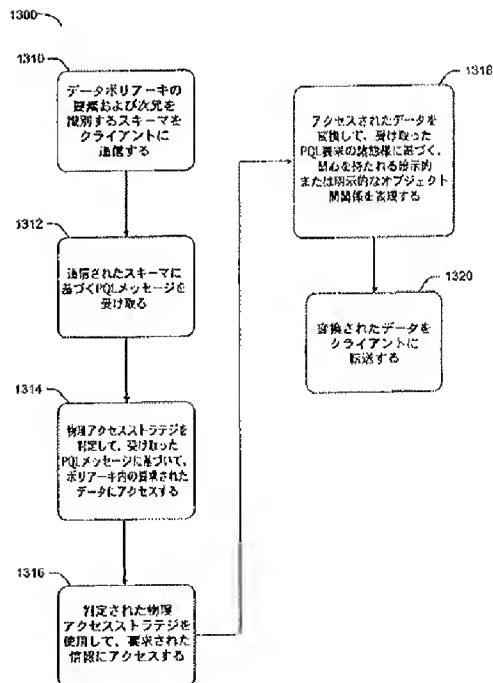 1300
1310
データポリアーキの
要素および次元を
識別するスキーマを
クライアントに
送信する
1312
送信されたスキーマに
基づくPQLメッセージを
受け取る
1314
物理アクセスストラテジを
判定して、受け取った
PQLメッセージに基づいて、
ポリアーキ内の要求された
データにアクセスする
1316
判定された物理
アクセスストラテジを
使用して、要求された
情報にアクセスする
1318
アクセスされたデータを
変換して、受け取った
PQL要求の諸態様に基づく、
関心を持たれる暗示的
または明示的なオブジェクト
間関係を表現する
1320
変換されたデータを
クライアントに
転送する